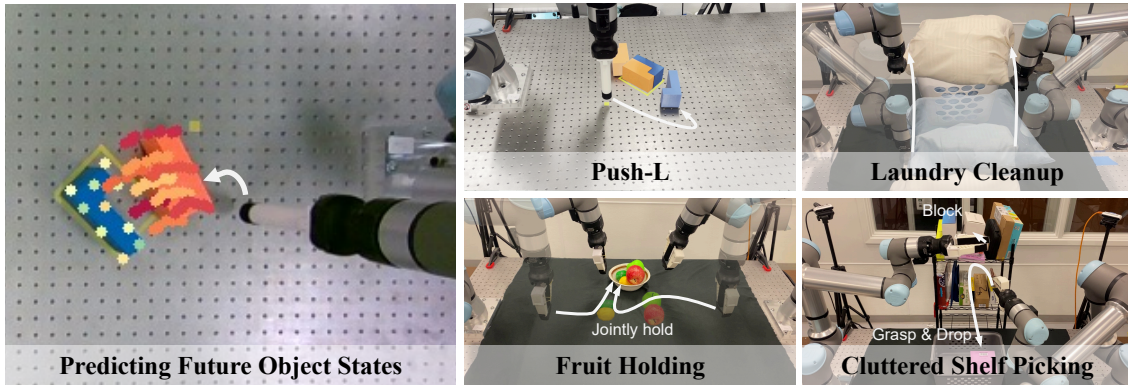 Predicting Future Object States
Push-L
Laundry Cleanup
Jointly hold
Fruit Holding
Block
Grasp & Drop
Cluttered Shelf Picking